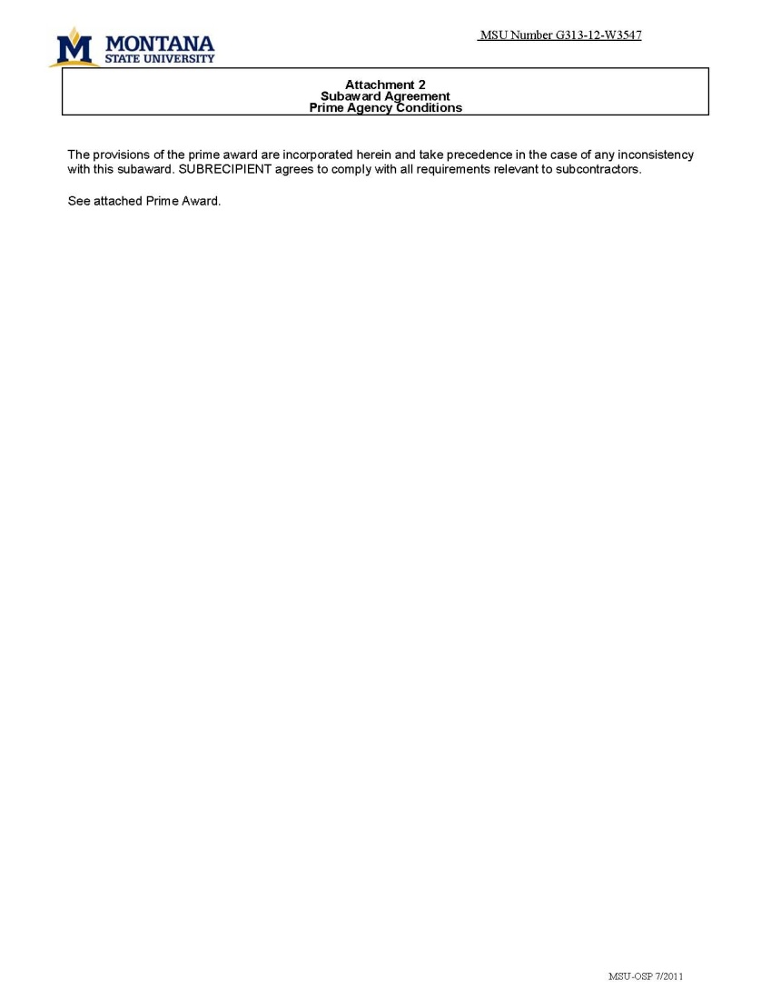 MSU Number G313-12-W3547
M MONTANA
STATE UNIVERSITY
Attachment 2
Subaward Agreement
Prime Agency Conditions
The provisions of the prime award are incorporated herein and take precedence in the case of any inconsistency
with this subaward. SUBRECIPIENT agrees to comply with all requirements relevant to subcontractors.
See attached Prime Award.
MSU-OSP 7/2011